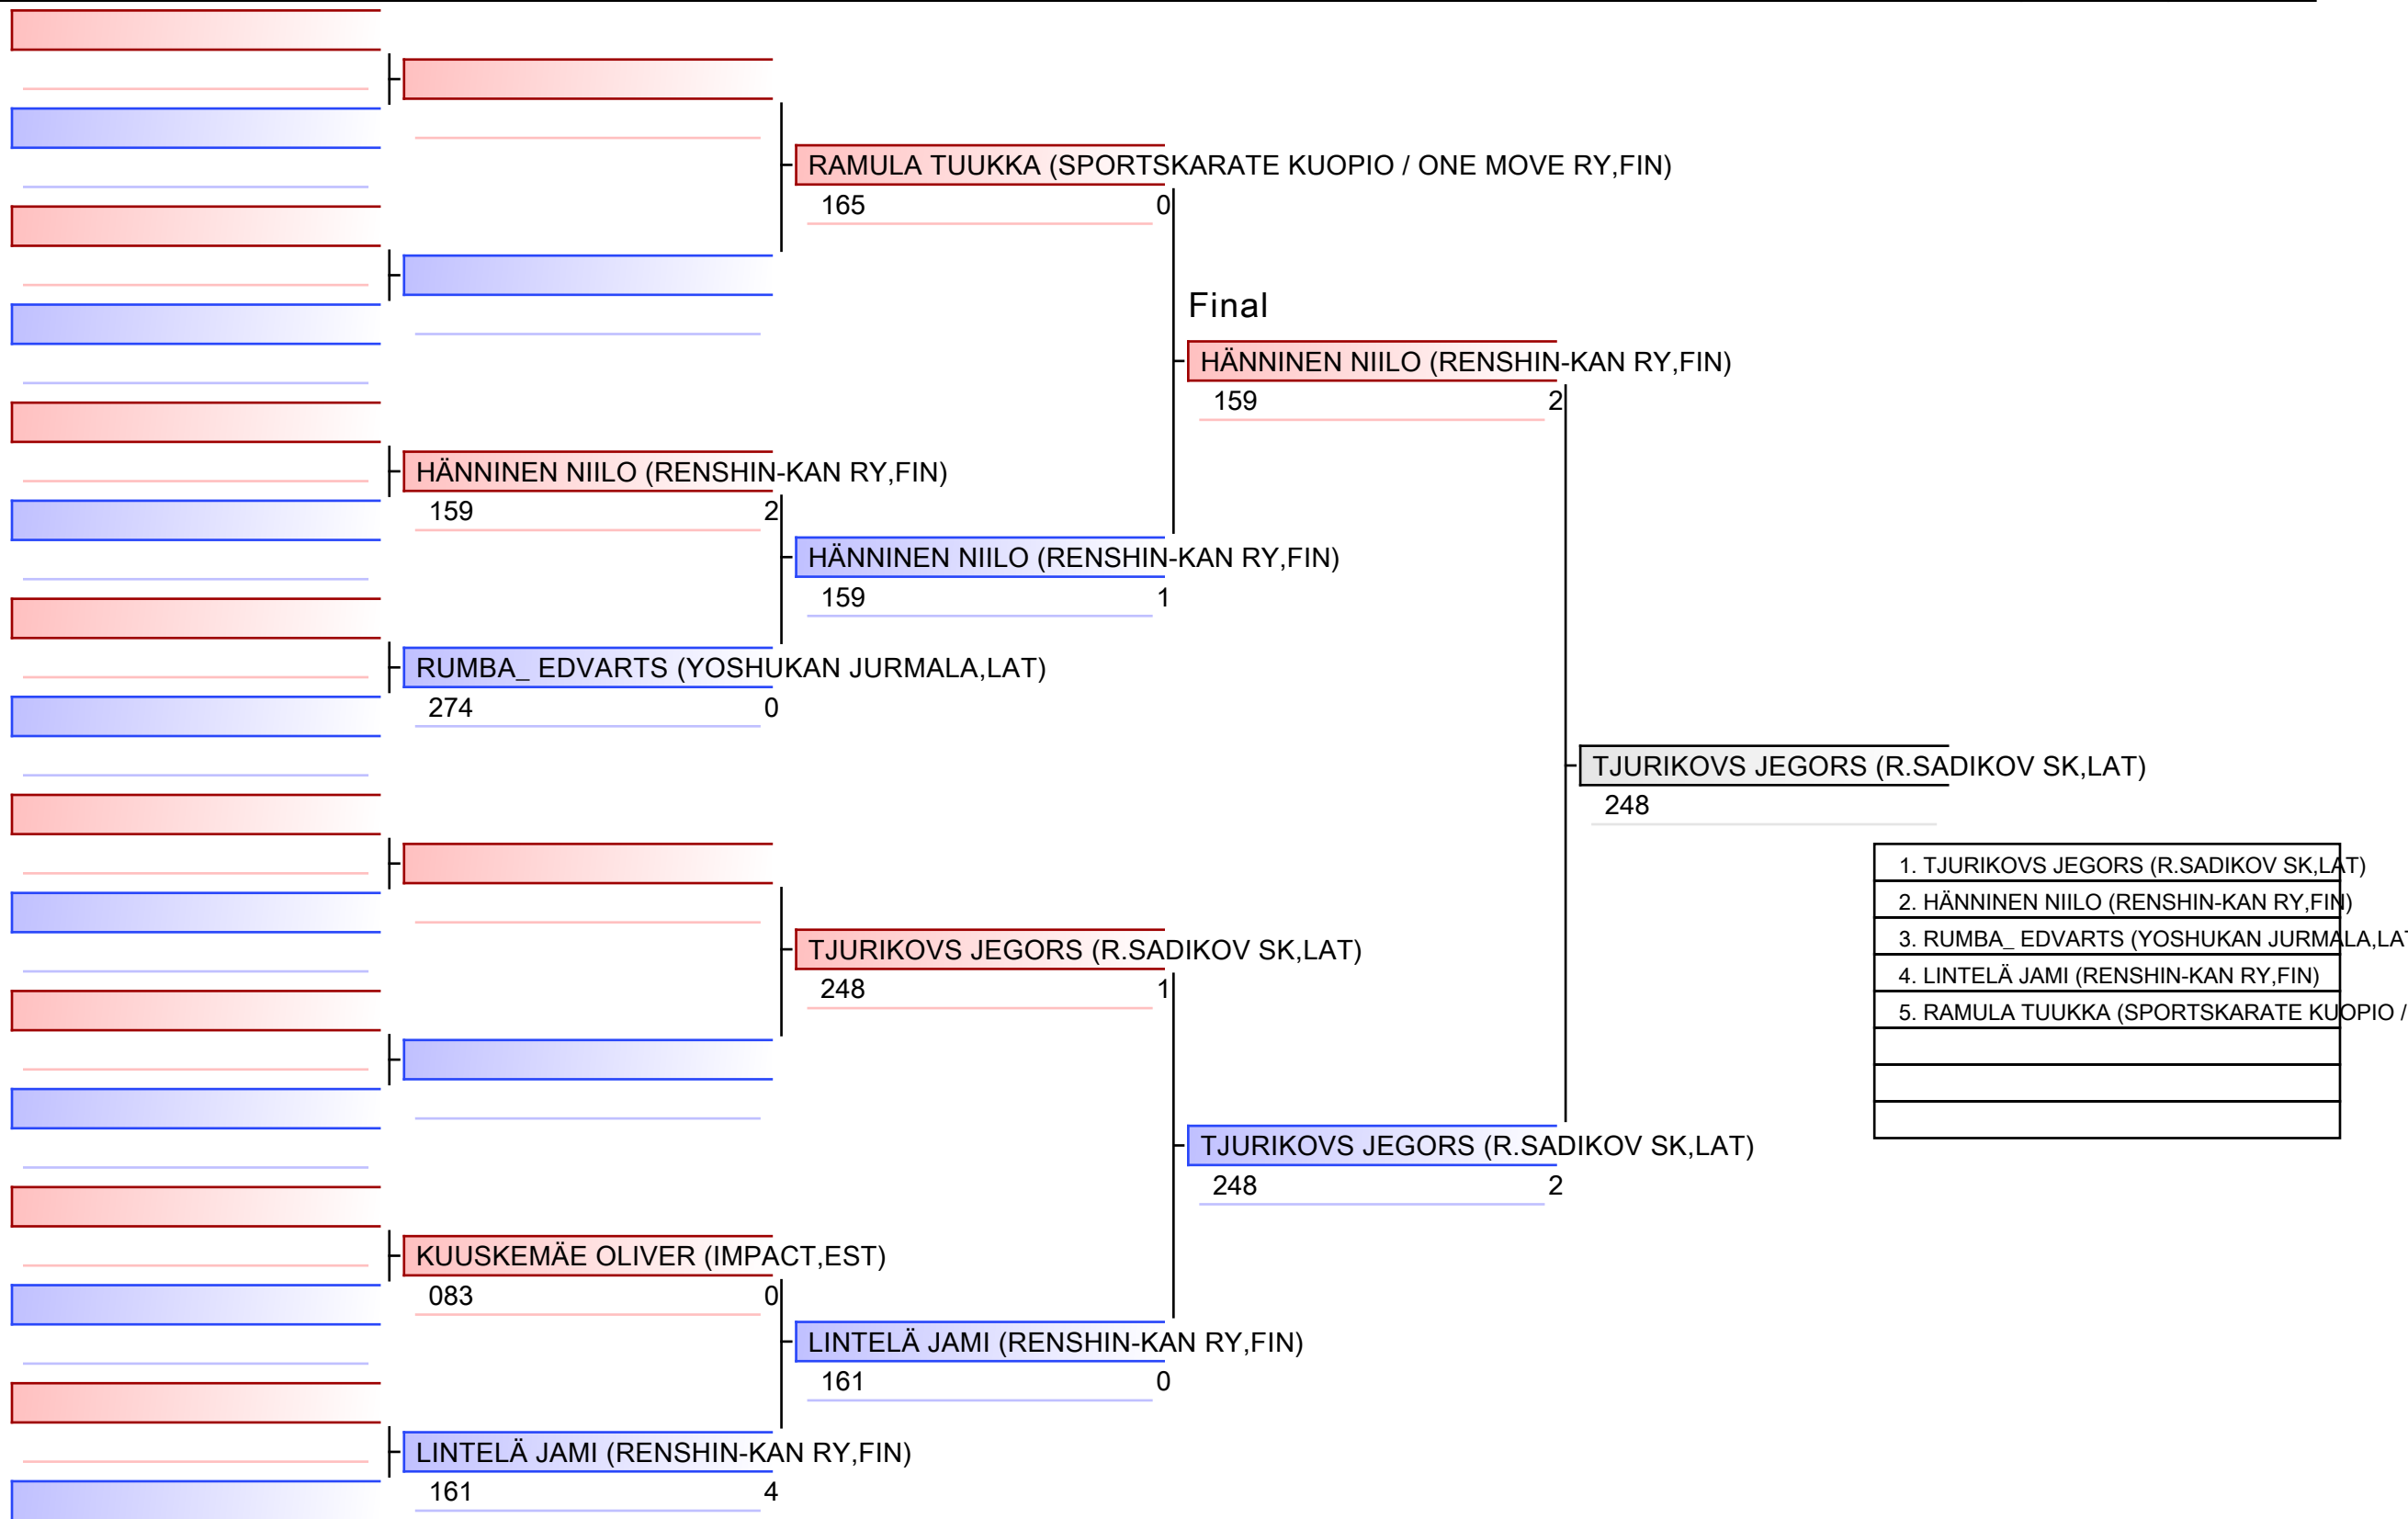 RAMULA TUUKKA (SPORTSKARATE KUOPIO / ONE MOVE RY,FIN)
165 0
Final
HÄNNINEN NIILO (RENSHIN-KAN RY,FIN)
159 2
HÄNNINEN NIILO (RENSHIN-KAN RY,FIN)
159 2
HÄNNINEN NIILO (RENSHIN-KAN RY,FIN)
159 1
RUMBA_ EDVARTS (YOSHUKAN JURMALA,LAT)
274 0
TJURIKOVS JEGORS (R.SADIKOV SK,LAT)
248
1. TJURIKOVS JEGORS (R.SADIKOV SK,LAT)
2. HÄNNINEN NIILO (RENSHIN-KAN RY,FIN)
3. RUMBA_ EDVARTS (YOSHUKAN JURMALA,LAT
4. LINTELÄ JAMI (RENSHIN-KAN RY,FIN)
5. RAMULA TUUKKA (SPORTSKARATE KUOPIO /
TJURIKOVS JEGORS (R.SADIKOV SK,LAT)
248 1
TJURIKOVS JEGORS (R.SADIKOV SK,LAT)
248 2
KUUSKEMÄE OLIVER (IMPACT,EST)
083 0
LINTELÄ JAMI (RENSHIN-KAN RY,FIN)
161 0
LINTELÄ JAMI (RENSHIN-KAN RY,FIN)
161 4